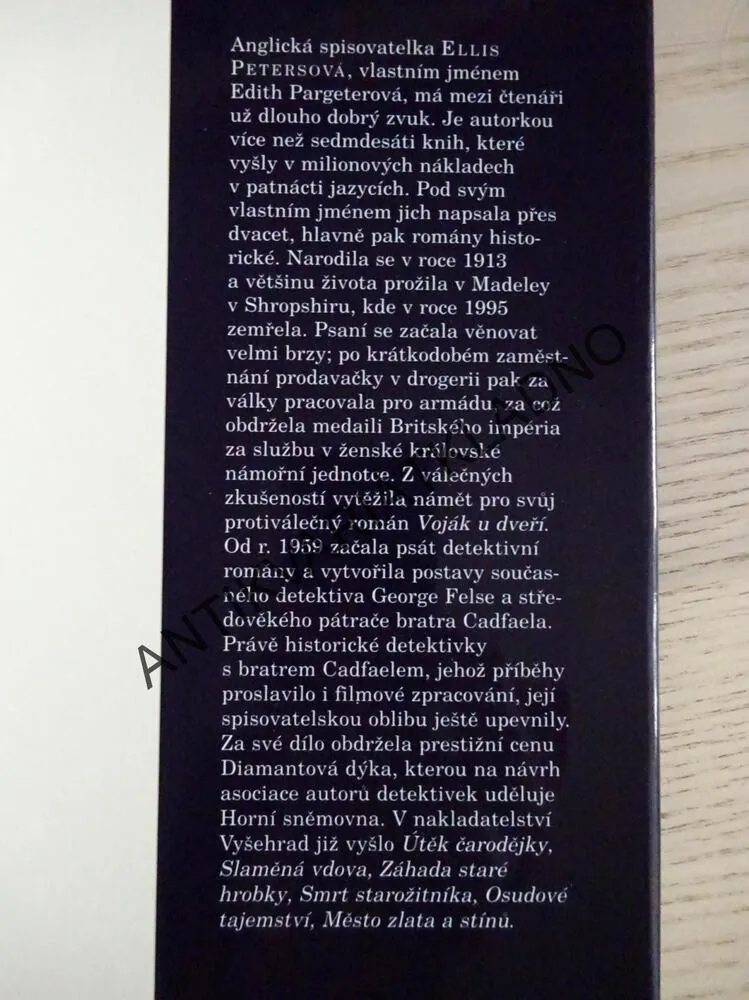 Anglická spisovatelka ELLIS
PETERSOVÁ, vlastním jménem
Edith Pargeterová, má mezi čtenáři
už dlouho dobrý zvuk. Je autorkou
více než sedmdesáti knih, které
vyšly v milionových nákladech
v patnácti jazycích. Pod svým
vlastním jménem jich napsala přes
dvacet, hlavně pak romány histo-
rické. Narodila se v roce 1913
a většinu života prožila v Madeley
v Shropshiru, kde v roce 1995
zemřela. Psaní se začala věnovat
velmi brzy; po krátkodobém zaměst-
nání prodavačky v drogerii pak za
války pracovala pro armádu, za což
obdržela medaili Britského impéria
za službu v ženské královské
námořní jednotce. Z válečných
zkušeností vytěžila námět pro svůj
protiválečný román Voják u dveří.
Od r. 1959 začala psát detektivní
romány a vytvořila postavy součas-
ného detektiva George Felse a stře-
dověkého pátrače bratra Cadfaela.
Právě historické detektivky
s bratrem Cadfaelem, jehož příběhy
proslavilo i filmové zpracování, její
spisovatelskou oblibu ještě upevnily.
Za své dílo obdržela prestižní cenu
Diamantová dýka, kterou na návrh
asociace autorů detektivek uděluje
Horní sněmovna. V nakladatelství
Vyšehrad již vyšlo Útěk čarodějky,
Slaměná vdova, Záhada staré
hrobky, Smrt starožitníka, Osudové
tajemství, Město zlata a stínů.